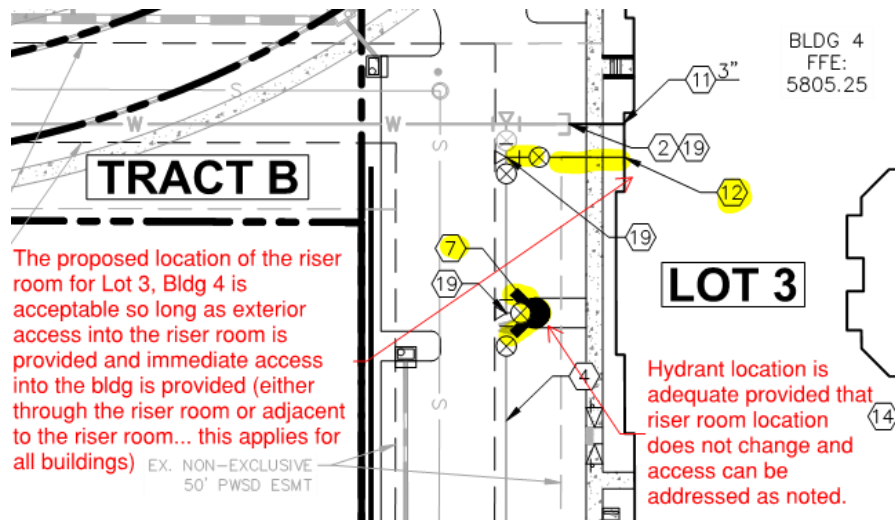 BLDG 4
FFE:
5805.25
11
3"
S
W
W
2
19
TRACT B
12
19
7
19
LOT 3
S
The proposed location of the riser
room for Lot 3, Bldg 4 is
acceptable so long as exterior
access into the riser room is
provided and immediate access
into the bldg is provided (either
through the riser room or adjacent
to the riser room... this applies for
all buildings)
EX. NON-EXCLUSIVE
50' PWSD ESMT
4
S
Hydrant location is
adequate provided that
riser room location
does not change and
access can be
addressed as noted.
14